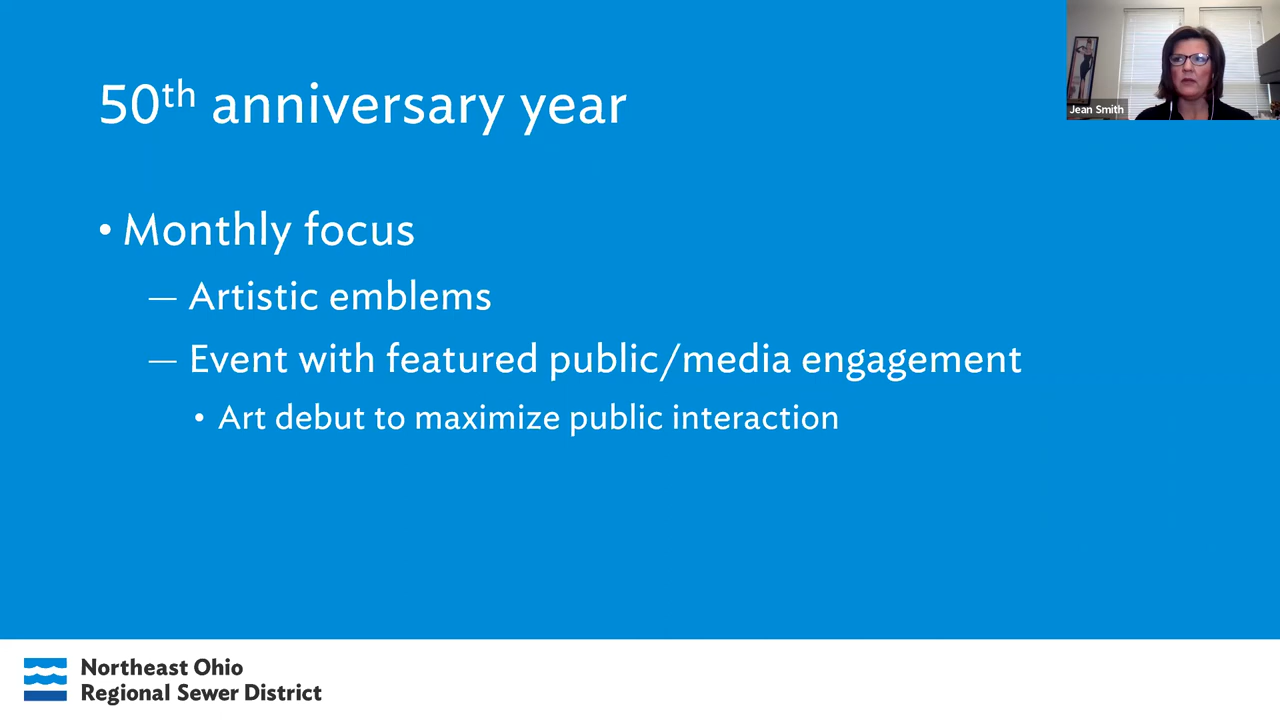 50th anniversary year
• Monthly focus
— Artistic emblems
— Event with featured public/media engagement
• Art debut to maximize public interaction
Jean Smith
Northeast Ohio
Regional Sewer District